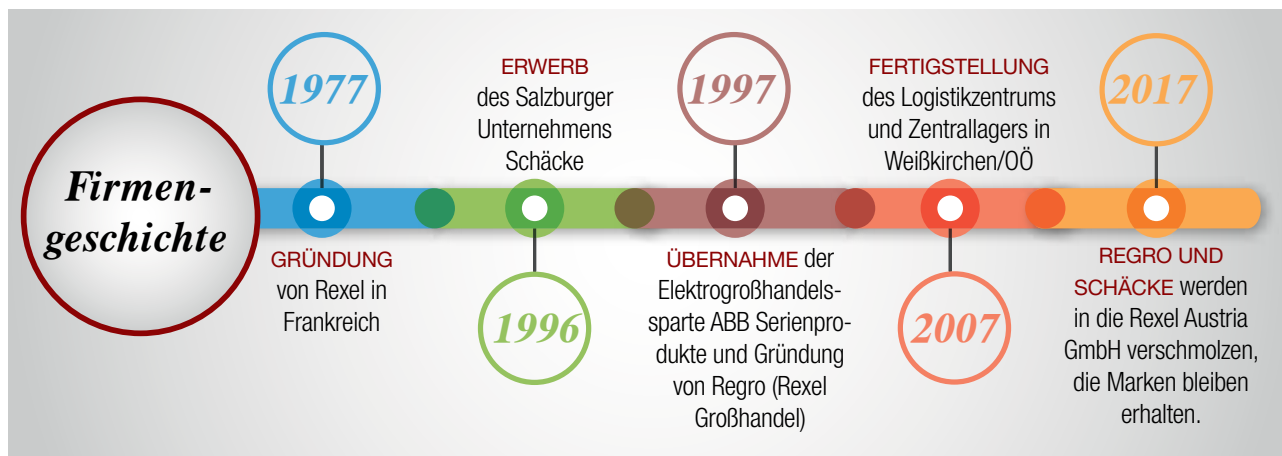 Firmen-
geschichte
1977
GRÜNDUNG
von Rexel in
Frankreich
ERWERB
des Salzburger
Unternehmens
Schäcke
1996
1997
ÜBERNAHME der
Elektrogroßhandels-
sparte ABB Serienpro-
dukte und Gründung
von Regro (Rexel
Großhandel)
FERTIGSTELLUNG
des Logistikzentrums
und Zentrallagers in
Weißkirchen/OÖ
2007
2017
REGRO UND
SCHÄCKE werden
in die Rexel Austria
GmbH verschmolzen,
die Marken bleiben
erhalten.